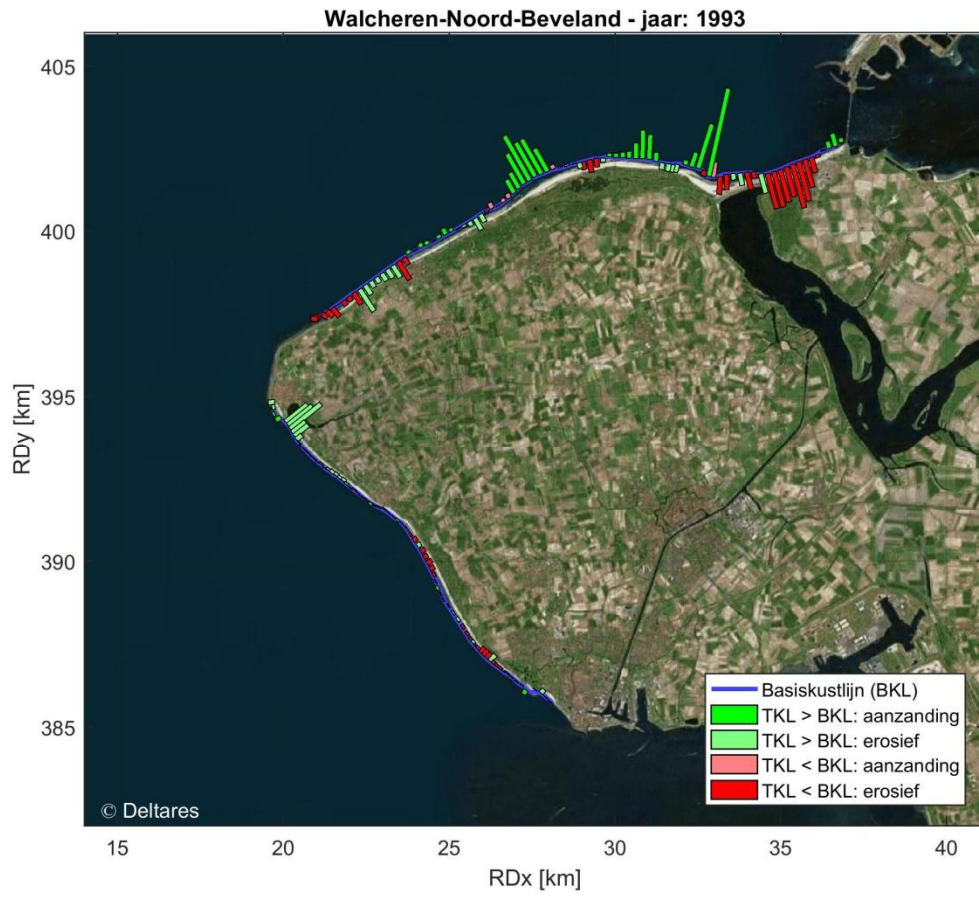 Walcheren-Noord-Beveland - jaar: 1993
405
400
395
390
385
RDy [km]
Basiskustlijn (BKL)
TKL > BKL: aanzanding
TKL > BKL: erosief
TKL < BKL: aanzanding
TKL < BKL: erosief
© Deltares
15 20 25 30 35 40
RDx [km]